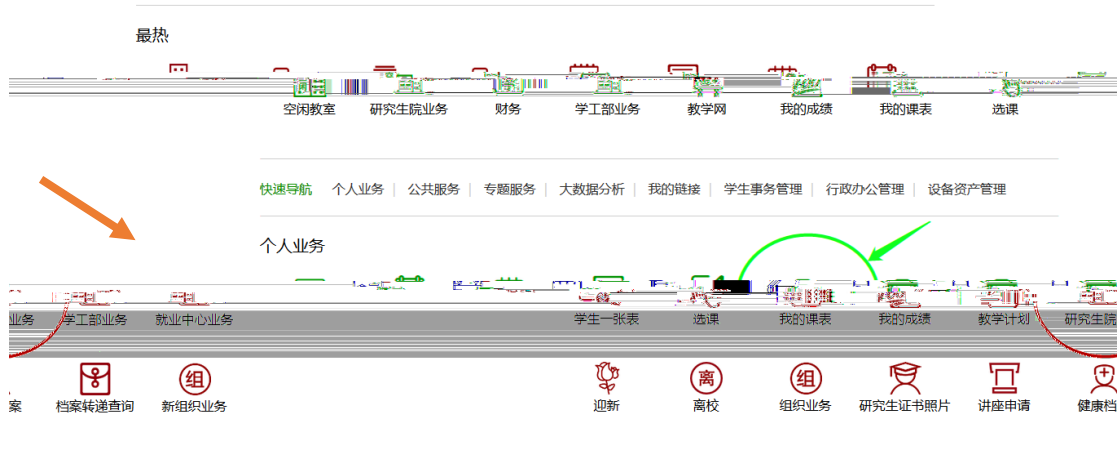 最热
空闲教室 研究生院业务 财务 学工部业务 教学网 我的成绩 我的课表 选课
快速导航 个人业务 | 公共服务 | 专题服务 | 大数据分析 | 我的链接 | 学生事务管理 | 行政办公管理 | 设备资产管理
个人业务
业务 学工部业务 就业中心业务 学生一张表 选课 我的课表 我的成绩 教学计划 研究生院
组 离 组
案 档案转递查询 新组织业务 迎新 离校 组织业务 研究生证书照片 讲座申请 健康档